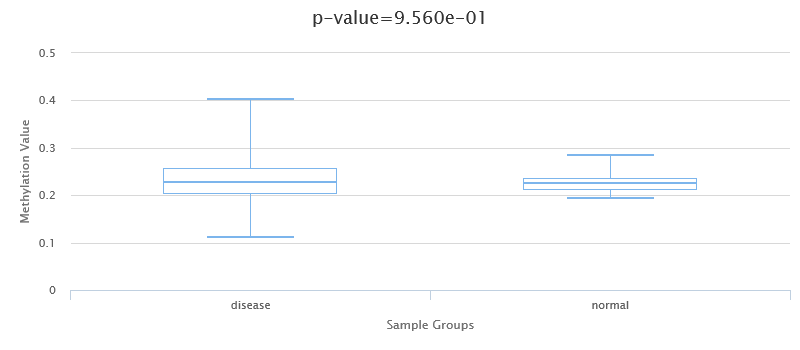 p-value=9.560e-01
0.5
0.4
0.3
0.2
0.1
0
Methylation Value
disease
normal
Sample Groups